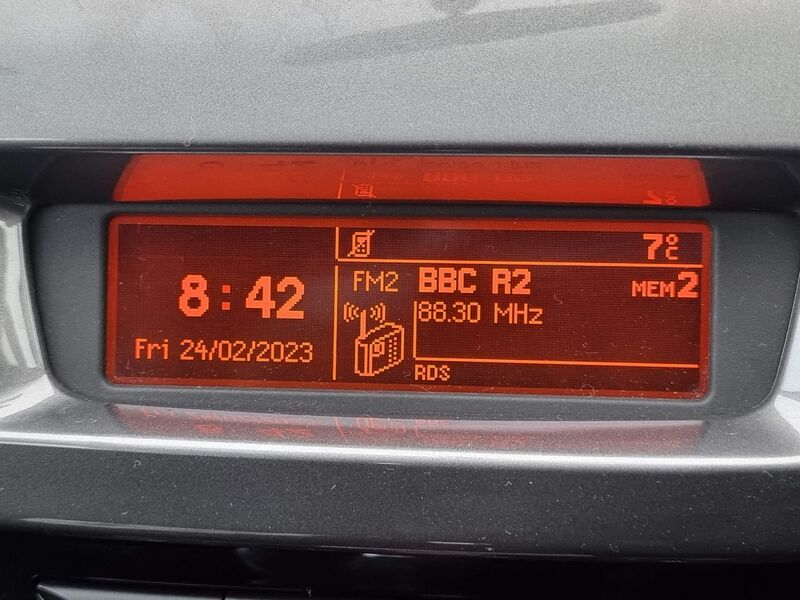 7°C
8:42
FM2 BBC R2 MEM2
88.30 MHz
Fri 24/02/2023
RDS